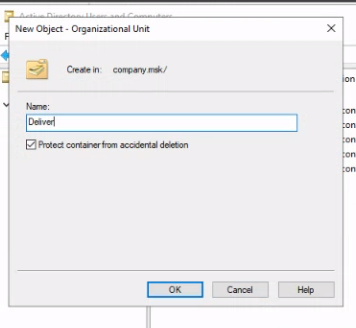 Active Directory Users and Computers
New Object - Organizational Unit
Create in: company.msk/
Name:
Deliver
Protect container from accidental deletion
OK Cancel Help